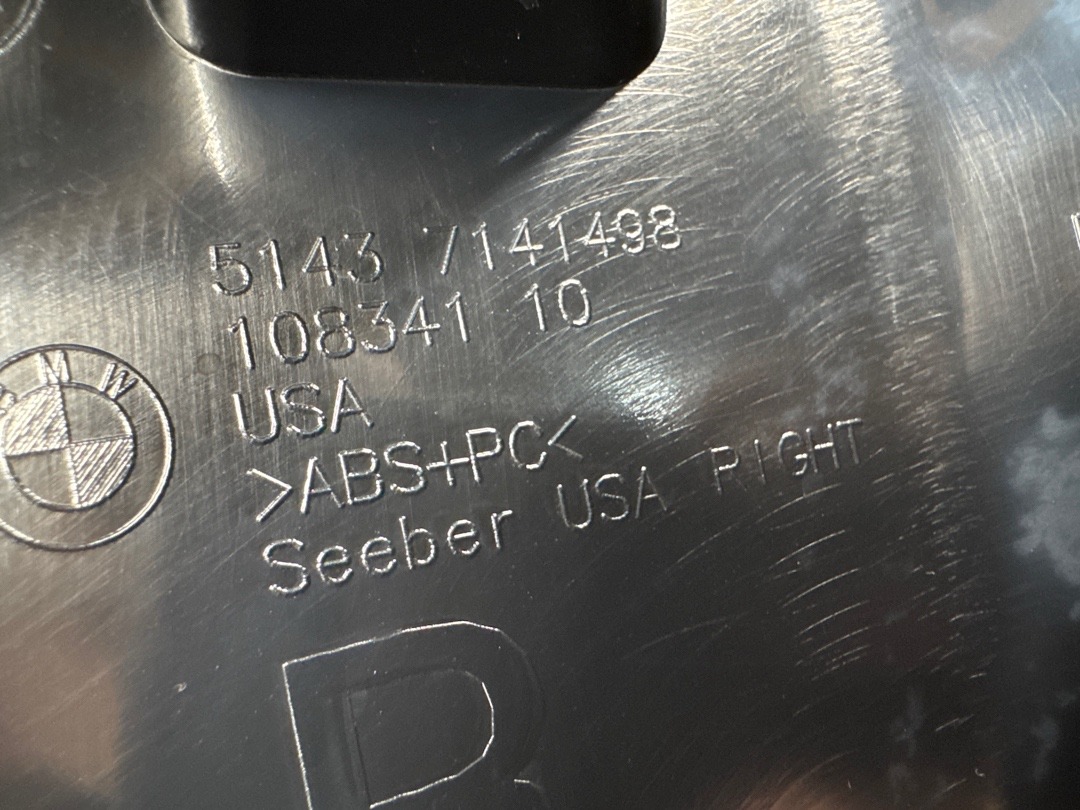 5143 7141498
108341 10
USA
>ABS+PC<
Seeber USA RIGHT
BMW
R